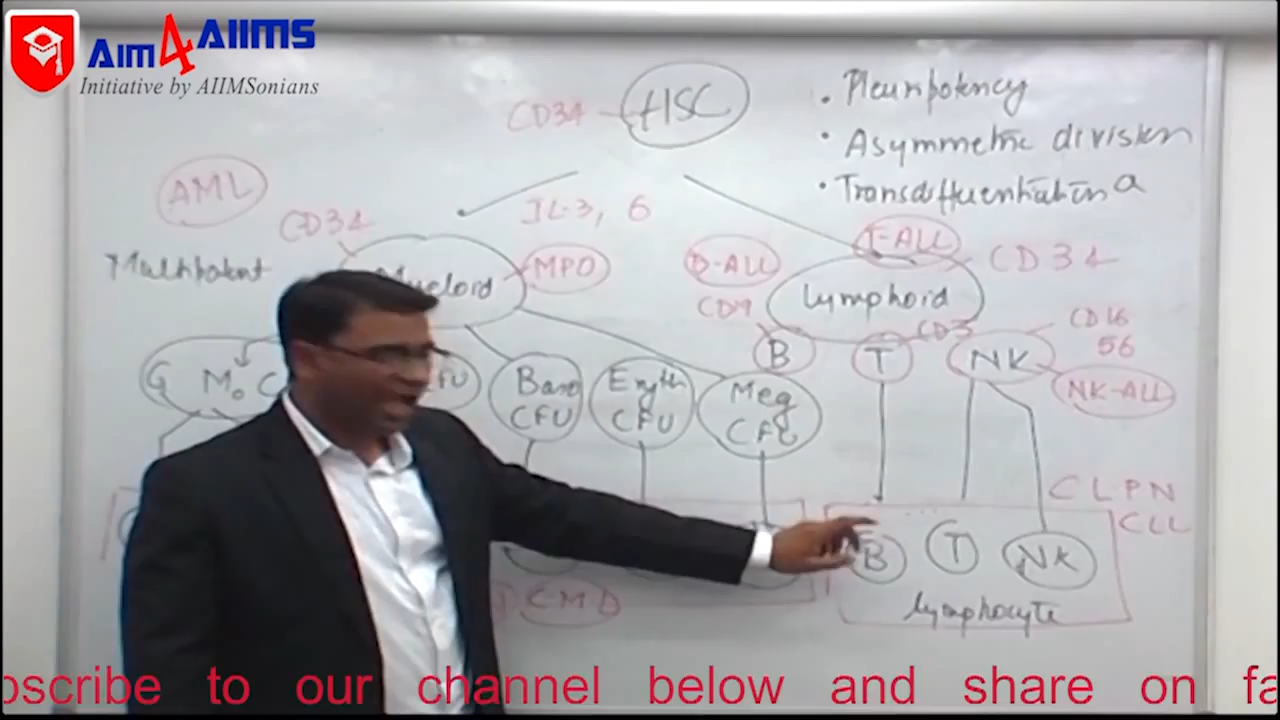 Aim4AIIMS
Initiative by AIIMSonians
CD34
HSC
• Pleuripotency
• Asymmetric division
• Transdifferentiation
AML
CD34
IL-3, 6
Multipotent
MPO
B-ALL
T-ALL
CD34
Lymphoid
CD19
CD3
CD16
56
B
T
NK
NK-ALL
G
M
Baso
CFU
Eryth
CFU
Meg
CFU
CLPN
CLL
B
T
NK
CMD
lymphocyte
to our channel below and share on